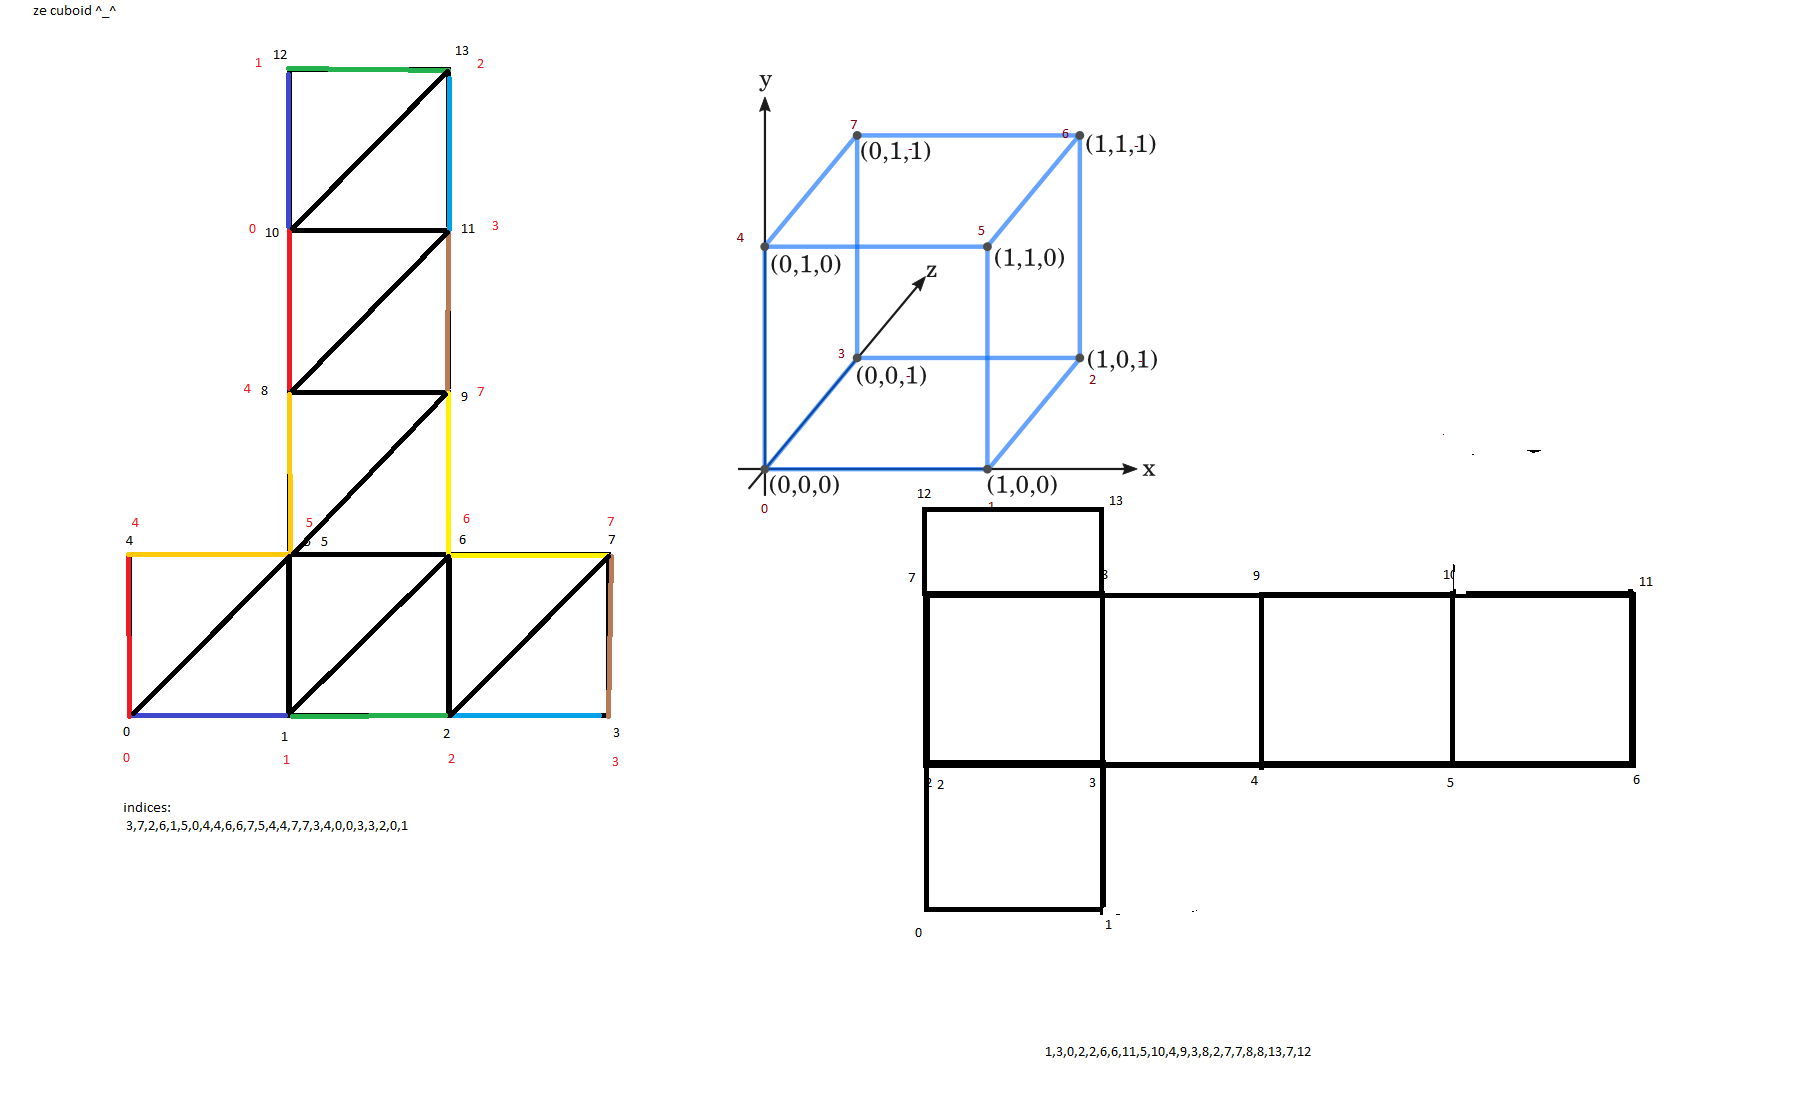 ze cuboid ^_^
12 13
1 2
0 10 11 3
4 8 9 7
4 5 6 7
4 5 6 7
0 1 2 3
0 1 2 3
indices:
3,7,2,6,1,5,0,4,4,6,6,7,5,4,4,7,7,3,4,0,0,3,3,2,0,1
y
7 6
(0,1,-1) (1,1,-1)
4 5
(0,1,0) (1,1,0)
z
3 (1,0,-1)
(0,0,-1) 2
x
(0,0,0) (1,0,0)
0 1
12 13
7 8 9 10 11
2 2 3 4 5 6
0 1
1,3,0,2,2,6,6,11,5,10,4,9,3,8,2,7,7,8,8,13,7,12